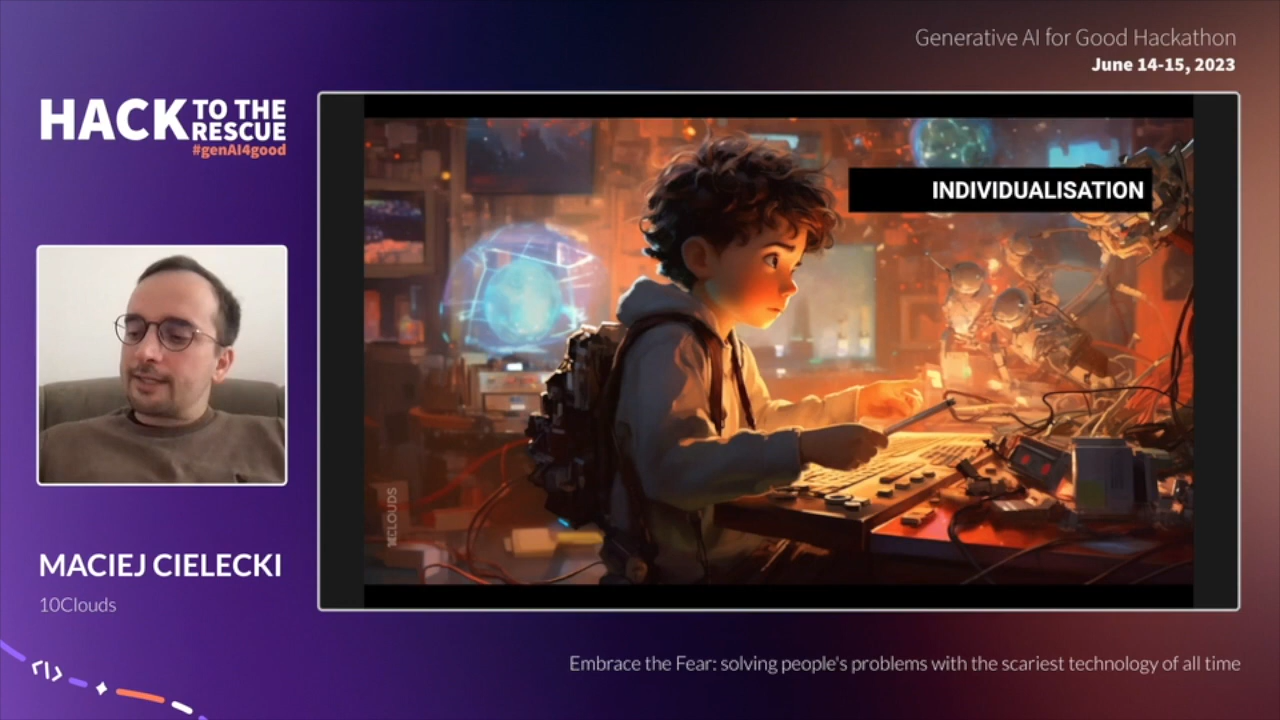 Generative AI for Good Hackathon
June 14-15, 2023
HACK TO THE
RESCUE
#genAI4good
INDIVIDUALISATION
10CLOUDS
MACIEJ CIELECKI
10Clouds
Embrace the Fear: solving people's problems with the scariest technology of all time